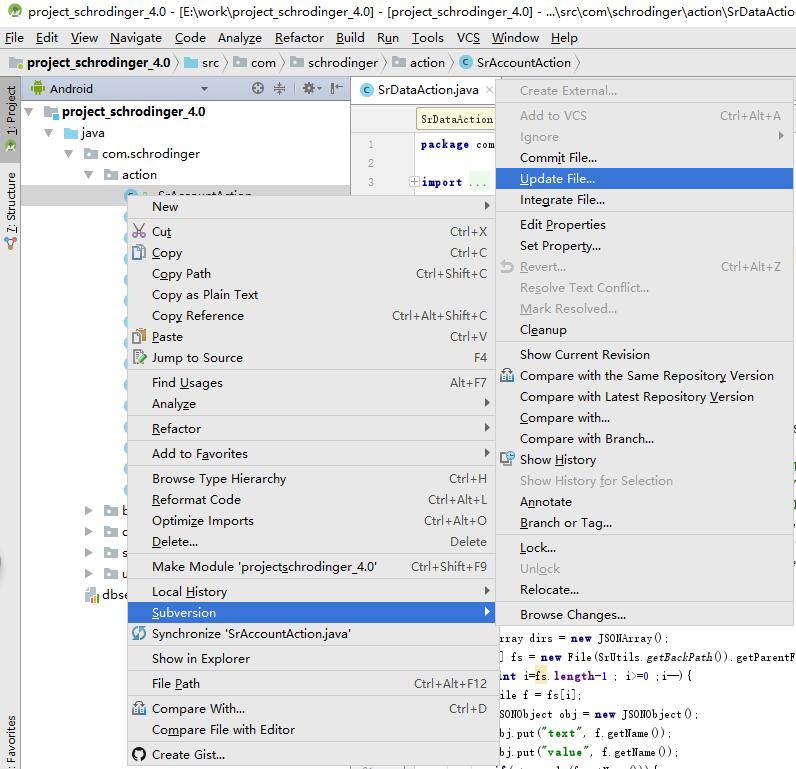 project_schrodinger_4.0 - [E:\work\project_schrodinger_4.0] - [project_schrodinger_4.0] - ...\src\com\schrodinger\action\SrDataActio
File Edit View Navigate Code Analyze Refactor Build Run Tools VCS Window Help
project_schrodinger_4.0 src com schrodinger action SrAccountAction
1: Project
7: Structure
Favorites
Android
project_schrodinger_4.0
java
com.schrodinger
action
SrAccountAction
dbse
SrDataAction.java
SrDataAction
1 package com
2
3 import ...
New
Cut Ctrl+X
Copy Ctrl+C
Copy Path Ctrl+Shift+C
Copy as Plain Text
Copy Reference Ctrl+Alt+Shift+C
Paste Ctrl+V
Jump to Source F4
Find Usages Alt+F7
Analyze
Refactor
Add to Favorites
Browse Type Hierarchy Ctrl+H
Reformat Code Ctrl+Alt+L
Optimize Imports Ctrl+Alt+O
Delete... Delete
Make Module 'projectschrodinger_4.0' Ctrl+Shift+F9
Local History
Subversion
Synchronize 'SrAccountAction.java'
Show in Explorer
File Path Ctrl+Alt+F12
Compare With... Ctrl+D
Compare File with Editor
Create Gist...
Create External...
Add to VCS Ctrl+Alt+A
Ignore
Commit File...
Update File...
Integrate File...
Edit Properties
Set Property...
Revert... Ctrl+Alt+Z
Resolve Text Conflict...
Mark Resolved...
Cleanup
Show Current Revision
Compare with the Same Repository Version
Compare with Latest Repository Version
Compare with...
Compare with Branch...
Show History
Show History for Selection
Annotate
Branch or Tag...
Lock...
Unlock
Relocate...
Browse Changes...
rray dirs = new JSONArray();
] fs = new File(SrUtils.getBackPath()).getParentF
int i=fs.length-1 ; i>=0 ;i--){
ile f = fs[i];
SONObject obj = new JSONObject();
bj.put("text", f.getName());
bj.put("value", f.getName());